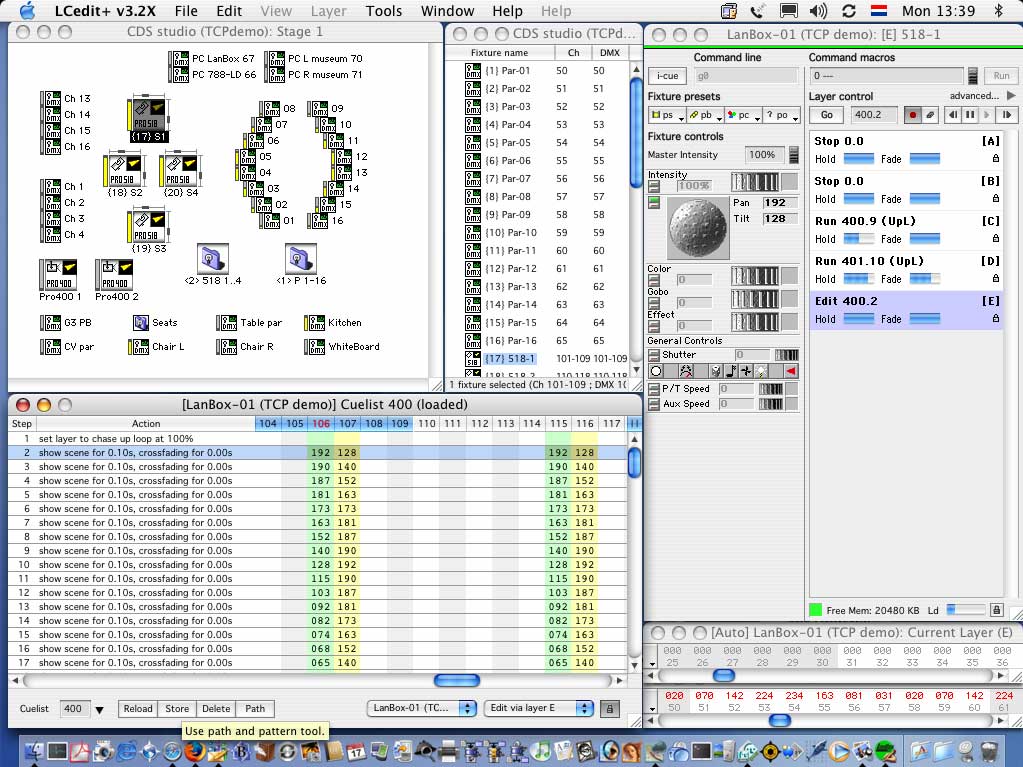 LCedit+ v3.2X File Edit View Layer Tools Window Help Help Mon 13:39
CDS studio (TCPdemo): Stage 1
PC LanBox 67 PC L museum 70
PC 788-LD 66 PC R museum 71
Ch 13
Ch 14
Ch 15
Ch 16
{17} S1
{18} S2 {20} S4
{19} S3
Ch 1
Ch 2
Ch 3
Ch 4
08 09
07 10
06 11
05 12
04 13
03 14
02 15
01 16
Pro400 1 Pro400 2
<2> 518 1..4 <1> P 1-16
G3 PB Seats Table par Kitchen
CV par Chair L Chair R WhiteBoard
CDS studio (TCPd...
Fixture name Ch DMX
{1} Par-01 50 50
{2} Par-02 51 51
{3} Par-03 52 52
{4} Par-04 53 53
{5} Par-05 54 54
{6} Par-06 55 55
{7} Par-07 56 56
{8} Par-08 57 57
{9} Par-09 58 58
{10} Par-10 59 59
{11} Par-11 60 60
{12} Par-12 61 61
{13} Par-13 62 62
{14} Par-14 63 63
{15} Par-15 64 64
{16} Par-16 65 65
{17} 518-1 101-109 101-109
1 fixture selected (Ch 101-109 ; DMX 1(
LanBox-01 (TCP demo): [E] 518-1
Command line
i-cue g0
Fixture presets
ps pb pc ? po
Fixture controls
Master Intensity 100%
Intensity
100%
Pan 192
Tilt 128
Color
0
Gobo
0
Effect
0
General Controls
Shutter 0
P/T Speed 0
Aux Speed 0
Command macros
0 --- Run
Layer control advanced...
Go 400.2
Stop 0.0 [A]
Hold Fade
Stop 0.0 [B]
Hold Fade
Run 400.9 (UpL) [C]
Hold Fade
Run 401.10 (UpL) [D]
Hold Fade
Edit 400.2 [E]
Hold Fade
Free Mem: 20480 KB Ld
[LanBox-01 (TCP demo)] Cuelist 400 (loaded)
Step Action 104 105 106 107 108 109 110 111 112 113 114 115 116 117
1 set layer to chase up loop at 100%
2 show scene for 0.10s, crossfading for 0.00s 192 128 192 128
3 show scene for 0.10s, crossfading for 0.00s 190 140 190 140
4 show scene for 0.10s, crossfading for 0.00s 187 152 187 152
5 show scene for 0.10s, crossfading for 0.00s 181 163 181 163
6 show scene for 0.10s, crossfading for 0.00s 173 173 173 173
7 show scene for 0.10s, crossfading for 0.00s 163 181 163 181
8 show scene for 0.10s, crossfading for 0.00s 152 187 152 187
9 show scene for 0.10s, crossfading for 0.00s 140 190 140 190
10 show scene for 0.10s, crossfading for 0.00s 128 192 128 192
11 show scene for 0.10s, crossfading for 0.00s 115 190 115 190
12 show scene for 0.10s, crossfading for 0.00s 103 187 103 187
13 show scene for 0.10s, crossfading for 0.00s 092 181 092 181
14 show scene for 0.10s, crossfading for 0.00s 082 173 082 173
15 show scene for 0.10s, crossfading for 0.00s 074 163 074 163
16 show scene for 0.10s, crossfading for 0.00s 068 152 068 152
17 show scene for 0.10s, crossfading for 0.00s 065 140 065 140
Cuelist 400 Reload Store Delete Path LanBox-01 (TC... Edit via layer E
Use path and pattern tool.
[Auto] LanBox-01 (TCP demo): Current Layer (E)
000 000 000 000 000 000 000 000 000 000 000 000
25 26 27 28 29 30 31 32 33 34 35 36
020 070 142 224 234 163 081 031 020 070 142 224
50 51 52 53 54 55 56 57 58 59 60 61